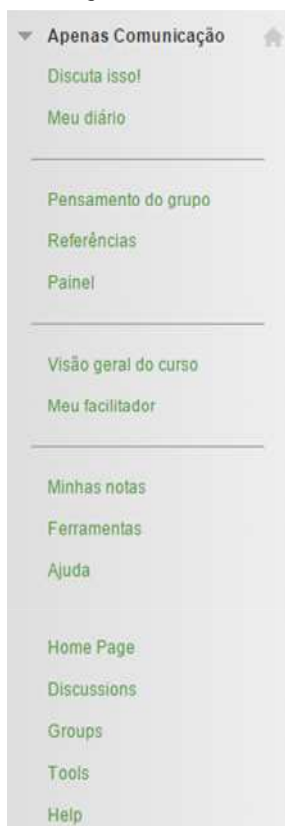 Apenas Comunicação
Discuta isso!
Meu diário
Pensamento do grupo
Referências
Painel
Visão geral do curso
Meu facilitador
Minhas notas
Ferramentas
Ajuda
Home Page
Discussions
Groups
Tools
Help